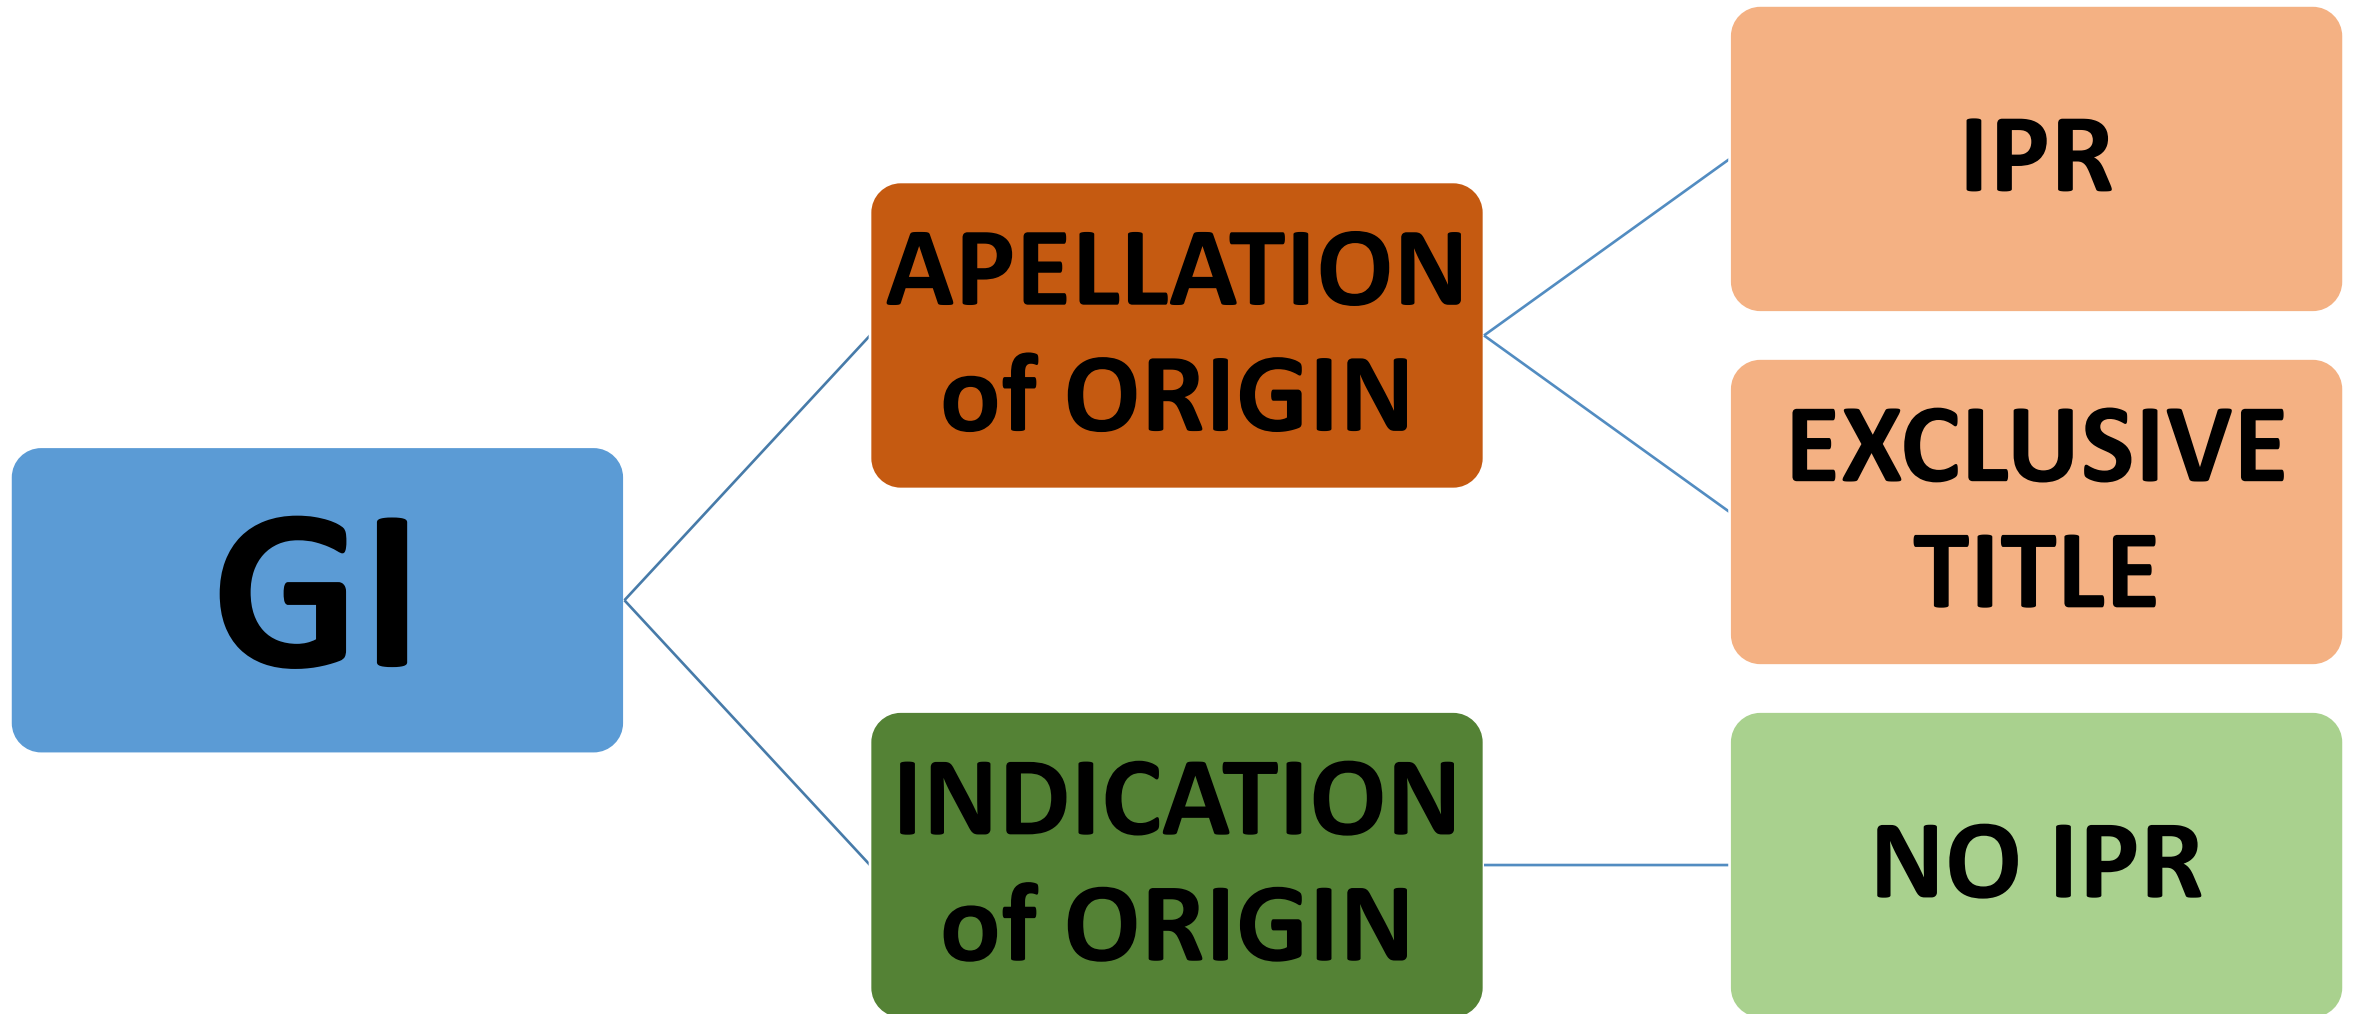 GI
APELLATION
of ORIGIN
IPR
EXCLUSIVE
TITLE
INDICATION
of ORIGIN
NO IPR